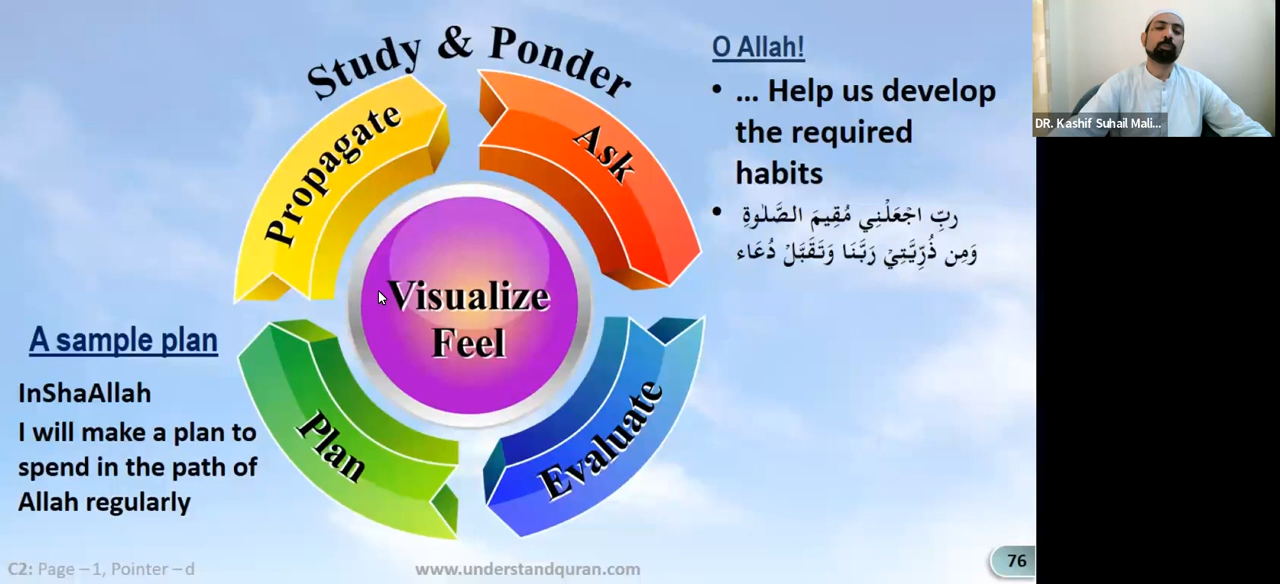 Study & Ponder
Propagate
Ask
Visualize
Feel
Plan
Evaluate
O Allah!
• ... Help us develop
the required
habits
• ربِّ اجْعَلْنِي مُقِيمَ الصَّلٰوةِ
وَمِن ذُرِّيَّتِيْ رَبَّنَا وَتَقَبَّلْ دُعَاء
A sample plan
InShaAllah
I will make a plan to
spend in the path of
Allah regularly
C2: Page – 1, Pointer – d
www.understandquran.com
76
DR. Kashif Suhail Mali...